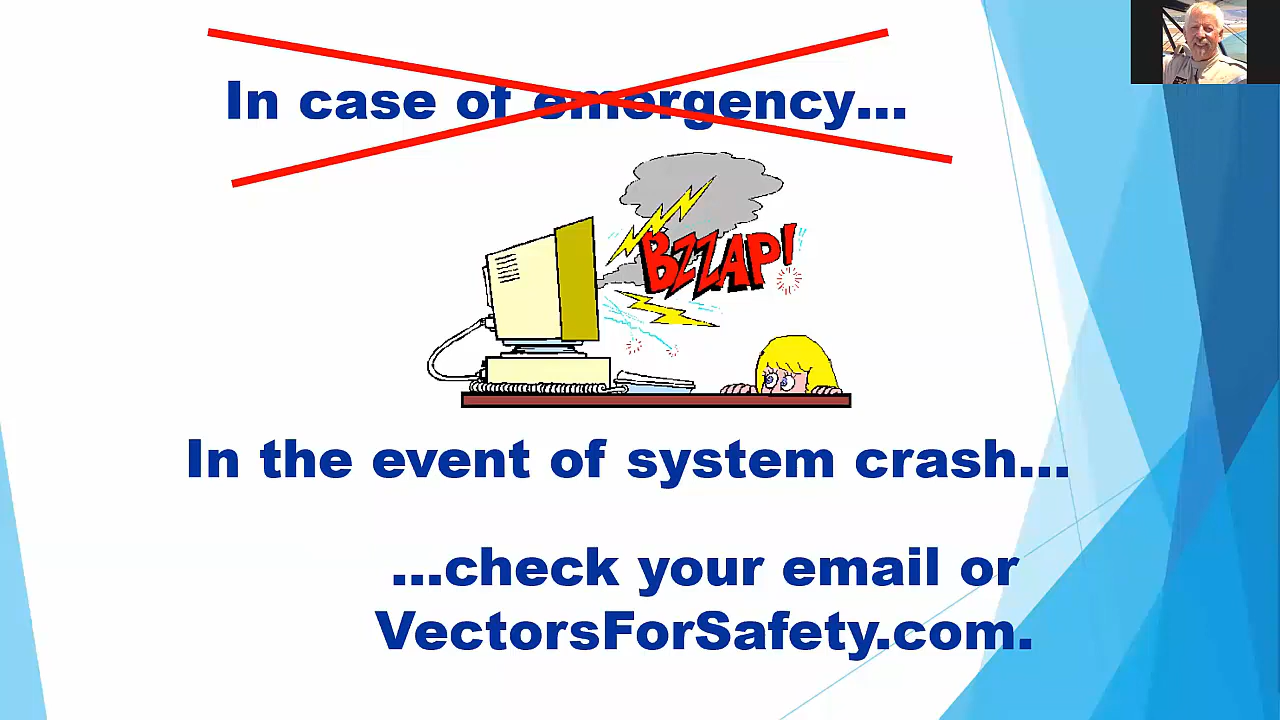 In case of emergency...
BZZAP!
In the event of system crash...
...check your email or
VectorsForSafety.com.